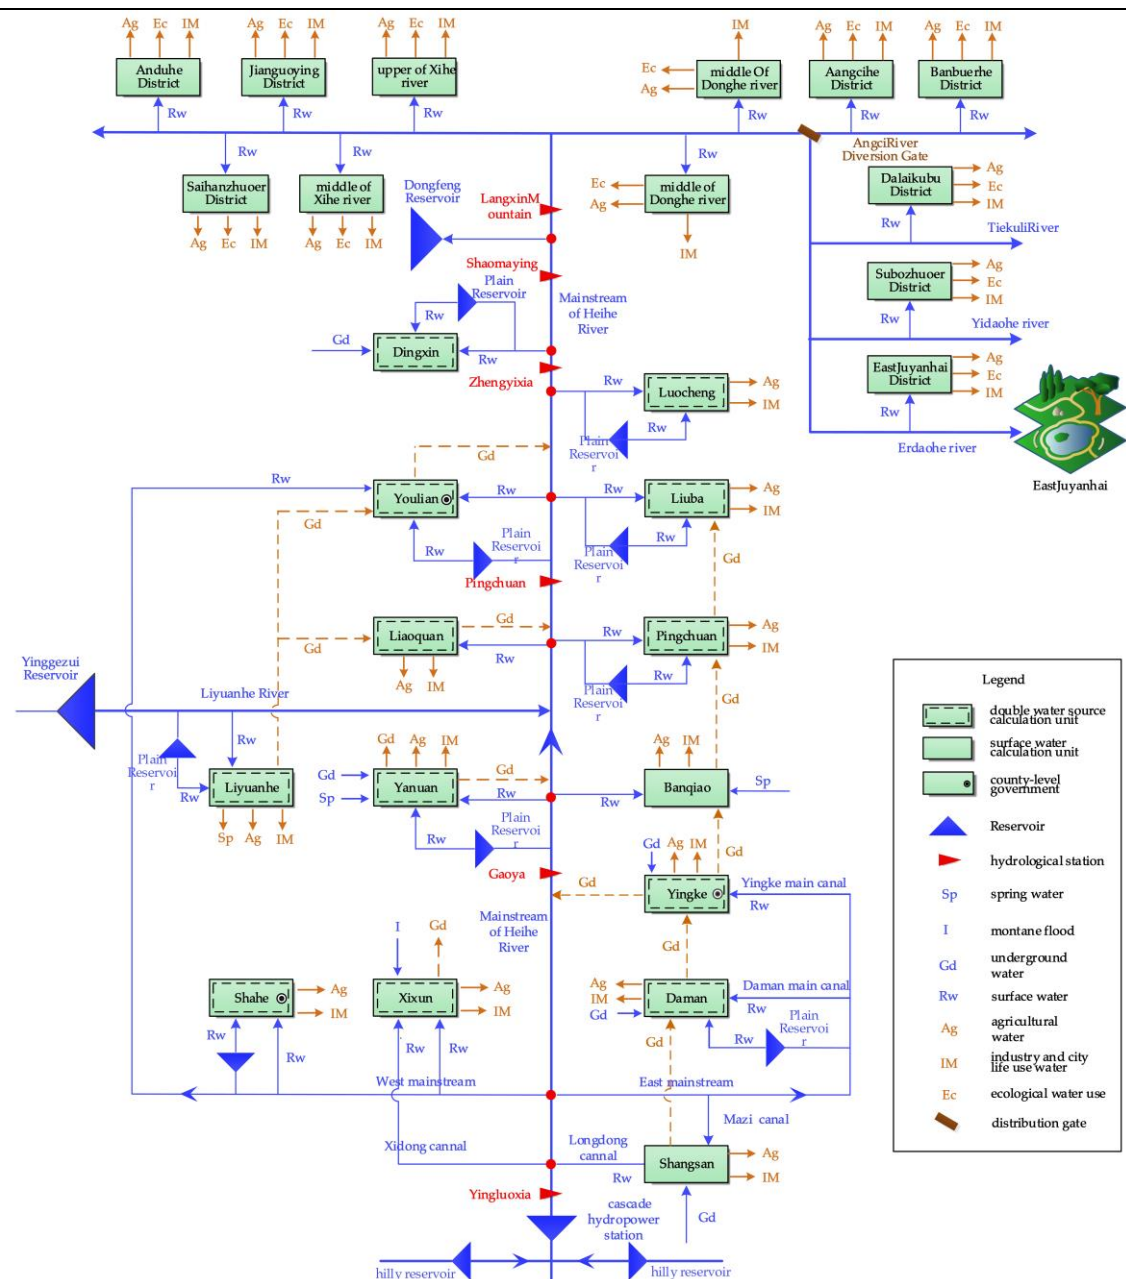 Ag Ec IM
Ag Ec IM
Ag Ec IM
IM
Ag Ec IM
Ag Ec IM
Anduhe
District
Jianguoying
District
upper of Xihe
river
Ec
Ag
middle Of
Donghe river
Aangcihe
District
Banbuerhe
District
Rw
Rw
Rw
Rw
Rw
Rw
Rw
Rw
Rw
AngciRiver
Diversion Gate
Saihanzhuoer
District
middle of
Xihe river
Dongfeng
Reservoir
LangxinM
ountain
Ec
Ag
middle of
Donghe river
Dalaikubu
District
Ag
Ec
IM
Ag Ec IM
Ag Ec IM
IM
Rw
TiekuliRiver
Shaomaying
Plain
Reservoir
Mainstream
of Heihe
River
Subozhuoer
District
Ag
Ec
IM
Rw
Rw
Yidaohe river
Gd
Dingxin
Rw
Zhengyixia
EastJuyanhai
District
Ag
Ec
IM
Rw
Luocheng
Ag
IM
Rw
Rw
Plain
Reservoi
r
Erdaohe river
EastJuyanhai
Gd
Rw
Youlian
Rw
Rw
Liuba
Ag
IM
Gd
Rw
Plain
Reservoi
r
Rw
Plain
Reservoi
r
Gd
Pingchuan
Liaoquan
Gd
Gd
Rw
Rw
Pingchuan
Ag
IM
Ag IM
Rw
Plain
Reservoi
r
Gd
Yinggezui
Reservoir
Liyuanhe River
Plain
Reservoi
r
Rw
Rw
Liyuanhe
Sp Ag IM
Gd Ag IM
Gd
Sp
Yanuan
Gd
Rw
Rw
Plain
Reservoi
r
Ag IM
Banqiao
Rw
Sp
Gaoya
Gd Ag IM
Gd
Gd
Yingke
Yingke main canal
Rw
Mainstream
of Heihe
River
I
Gd
Gd
Shahe
Ag
IM
Xixun
Ag
IM
Ag
IM
Gd
Daman
Daman main canal
Rw
Plain
Reservoi
r
Rw
Rw
Rw
Rw
Rw
Gd
West mainstream
East mainstream
Mazi canal
Xidong cannal
Longdong
cannal
Rw
Shangsan
Ag
IM
Yingluoxia
cascade
hydropower
station
Gd
hilly reservoir
hilly reservoir
Legend
double water source
calculation unit
surface water
calculation unit
county-level
government
Reservoir
hydrological station
Sp spring water
I montane flood
Gd underground
water
Rw surface water
Ag agricultural
water
IM industry and city
life use water
Ec ecological water use
distribution gate